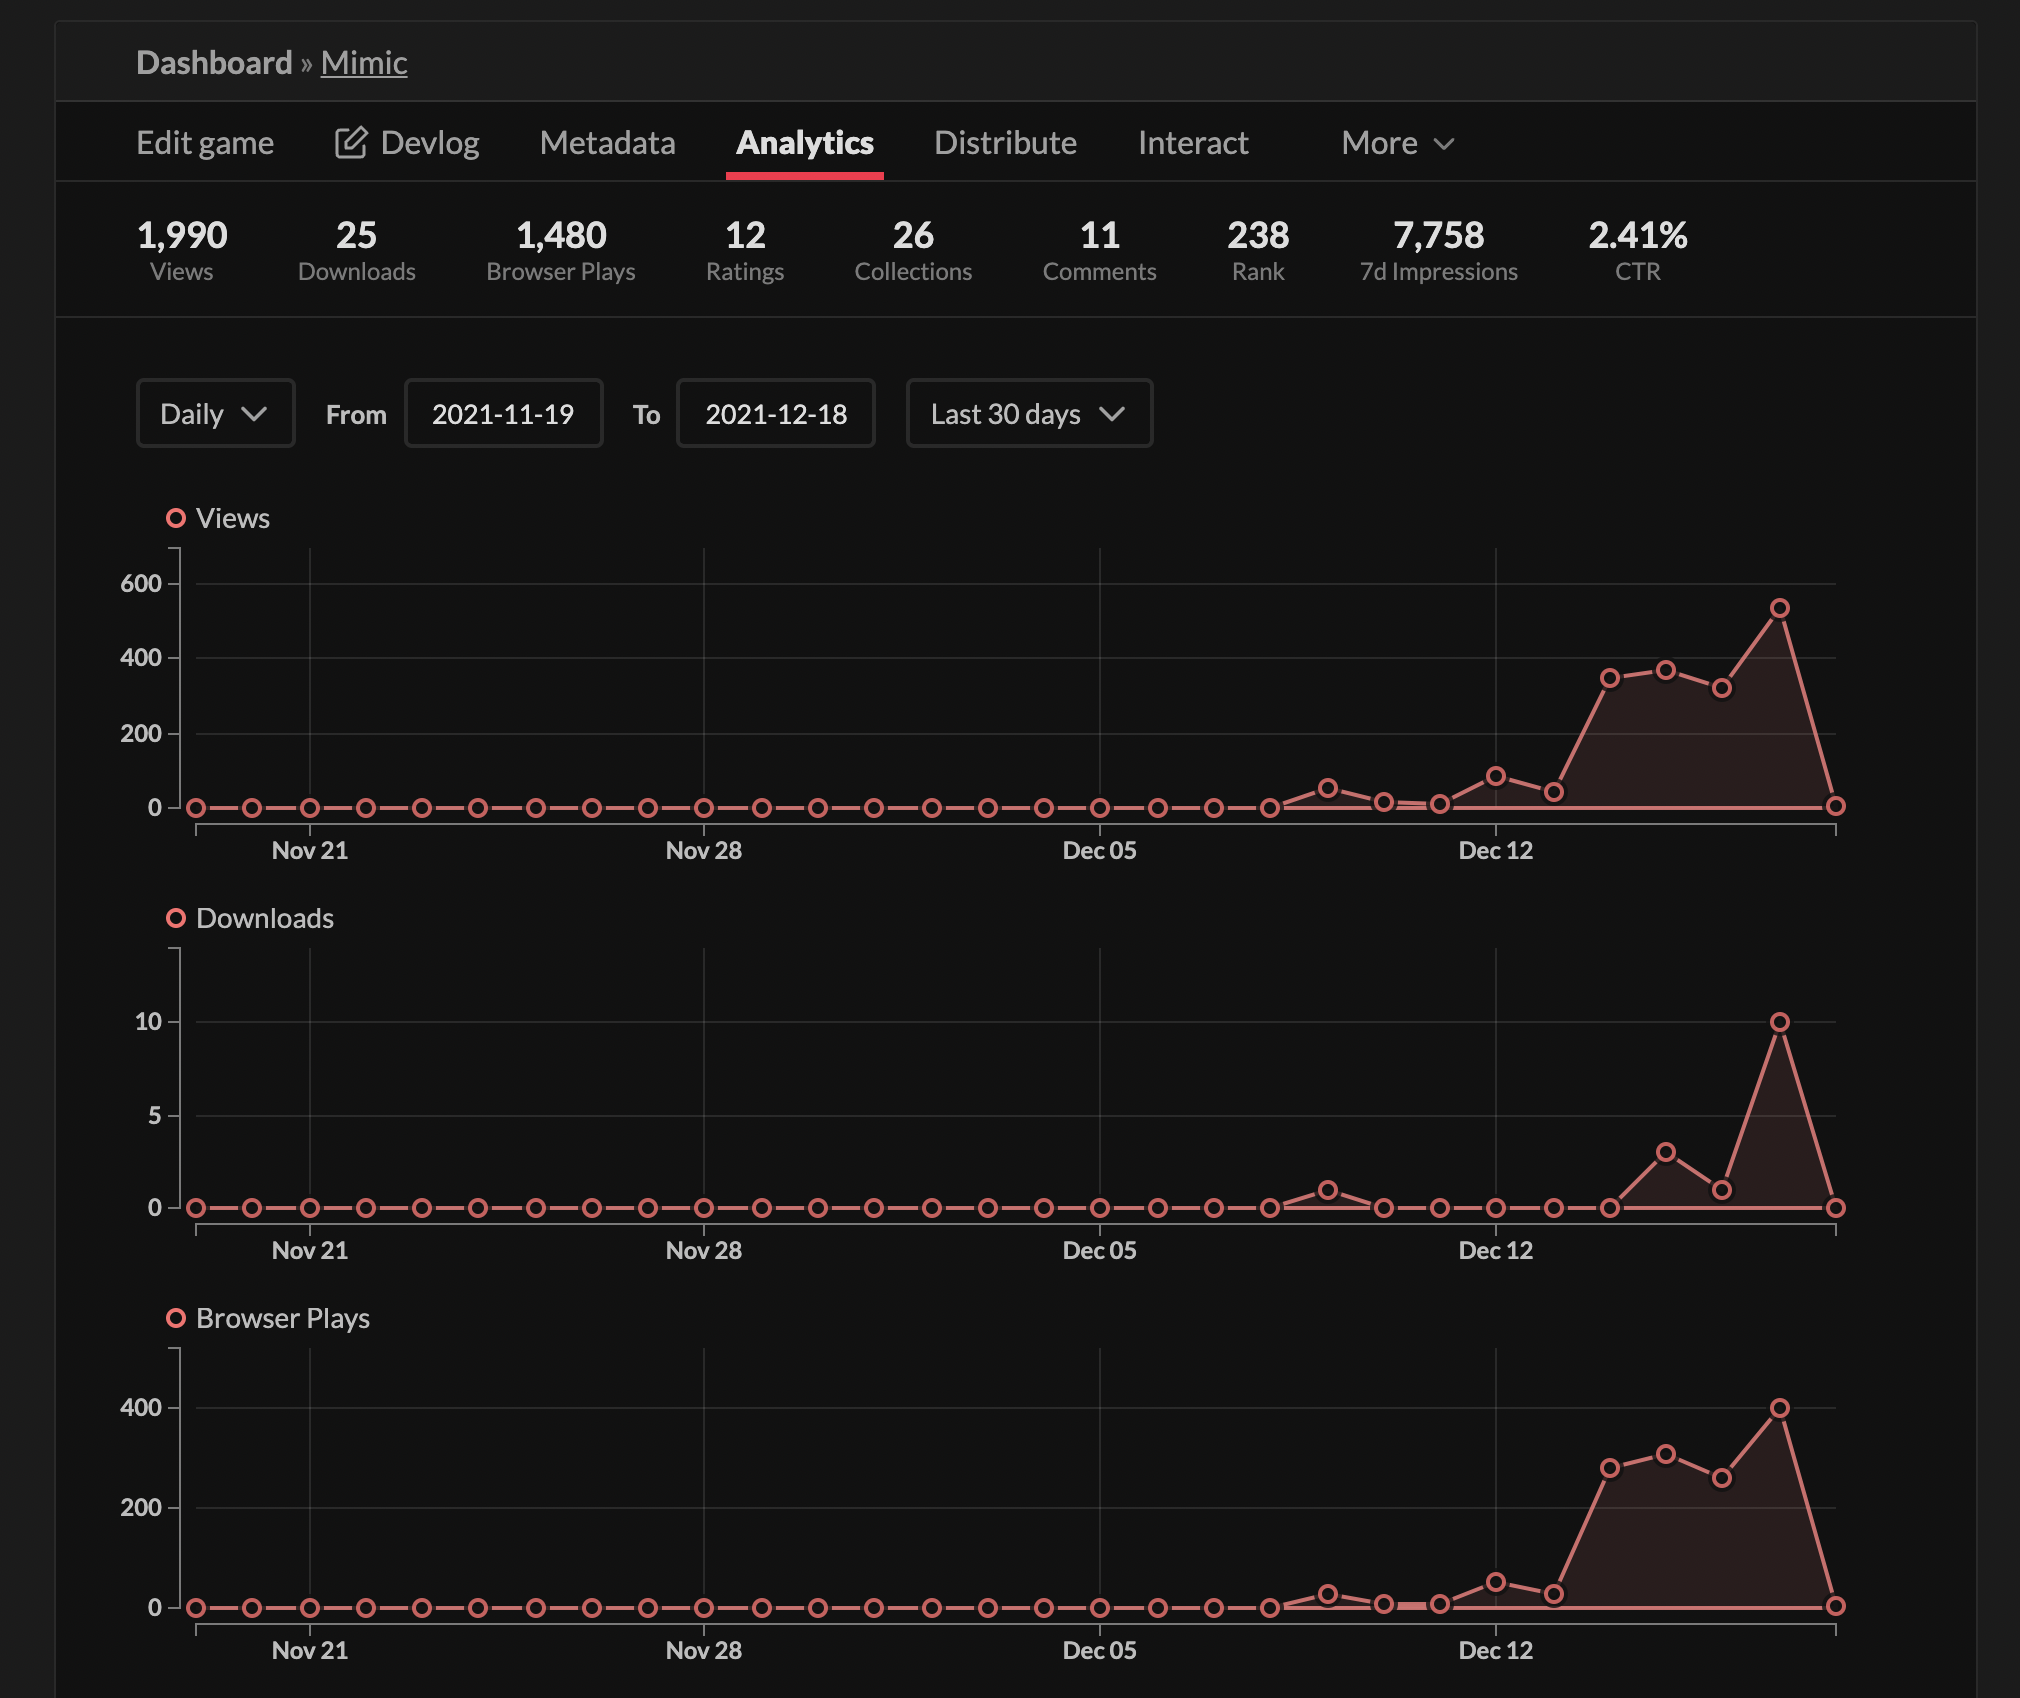 Dashboard » Mimic
Edit game Devlog Metadata Analytics Distribute Interact More
1,990 25 1,480 12 26 11 238 7,758 2.41%
Views Downloads Browser Plays Ratings Collections Comments Rank 7d Impressions CTR
Daily From 2021-11-19 To 2021-12-18 Last 30 days
Views
600
400
200
0
Nov 21 Nov 28 Dec 05 Dec 12
Downloads
10
5
0
Nov 21 Nov 28 Dec 05 Dec 12
Browser Plays
400
200
0
Nov 21 Nov 28 Dec 05 Dec 12